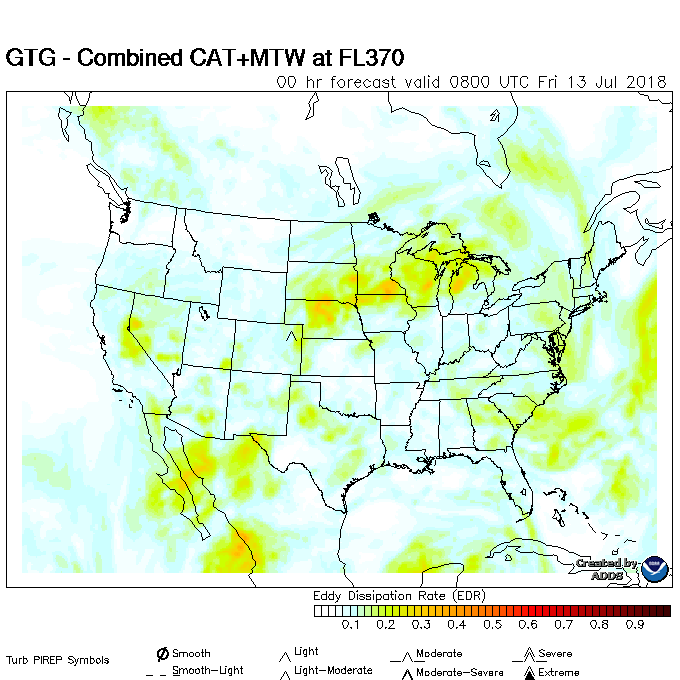 GTG - Combined CAT+MTW at FL370
00 hr forecast valid 0800 UTC Fri 13 Jul 2018
Created by
ADDS
Eddy Dissipation Rate (EDR)
0.1 0.2 0.3 0.4 0.5 0.6 0.7 0.8 0.9
Turb PIREP Symbols
Smooth Light Moderate Severe
Smooth-Light Light-Moderate Moderate-Severe Extreme